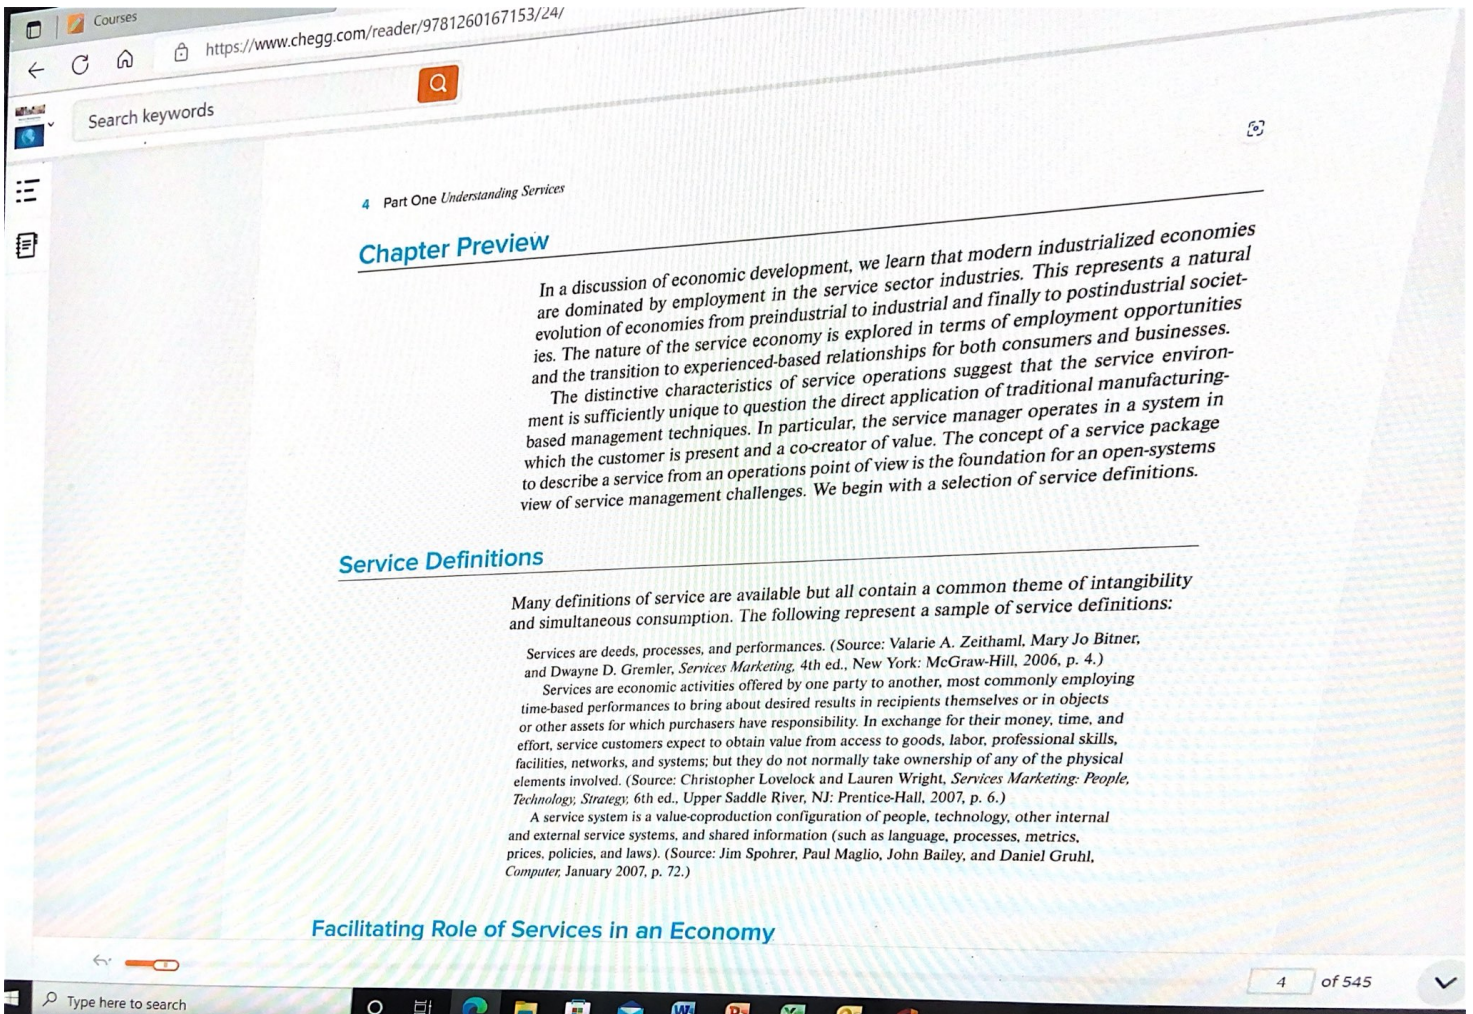 Courses
https://www.chegg.com/reader/9781260167153/24/
Search keywords
4 Part One Understanding Services
Chapter Preview
In a discussion of economic development, we learn that modern industrialized economies
are dominated by employment in the service sector industries. This represents a natural
evolution of economies from preindustrial to industrial and finally to postindustrial societ-
ies. The nature of the service economy is explored in terms of employment opportunities
and the transition to experienced-based relationships for both consumers and businesses.
The distinctive characteristics of service operations suggest that the service environ-
ment is sufficiently unique to question the direct application of traditional manufacturing-
based management techniques. In particular, the service manager operates in a system in
which the customer is present and a co-creator of value. The concept of a service package
to describe a service from an operations point of view is the foundation for an open-systems
view of service management challenges. We begin with a selection of service definitions.
Service Definitions
Many definitions of service are available but all contain a common theme of intangibility
and simultaneous consumption. The following represent a sample of service definitions:
Services are deeds, processes, and performances. (Source: Valarie A. Zeithaml, Mary Jo Bitner,
and Dwayne D. Gremler, Services Marketing, 4th ed., New York: McGraw-Hill, 2006, p. 4.)
Services are economic activities offered by one party to another, most commonly employing
time-based performances to bring about desired results in recipients themselves or in objects
or other assets for which purchasers have responsibility. In exchange for their money, time, and
effort, service customers expect to obtain value from access to goods, labor, professional skills,
facilities, networks, and systems; but they do not normally take ownership of any of the physical
elements involved. (Source: Christopher Lovelock and Lauren Wright, Services Marketing: People,
Technology, Strategy, 6th ed., Upper Saddle River, NJ: Prentice-Hall, 2007, p. 6.)
A service system is a value-coproduction configuration of people, technology, other internal
and external service systems, and shared information (such as language, processes, metrics,
prices, policies, and laws). (Source: Jim Spohrer, Paul Maglio, John Bailey, and Daniel Gruhl,
Computer, January 2007, p. 72.)
Facilitating Role of Services in an Economy
4 of 545
Type here to search